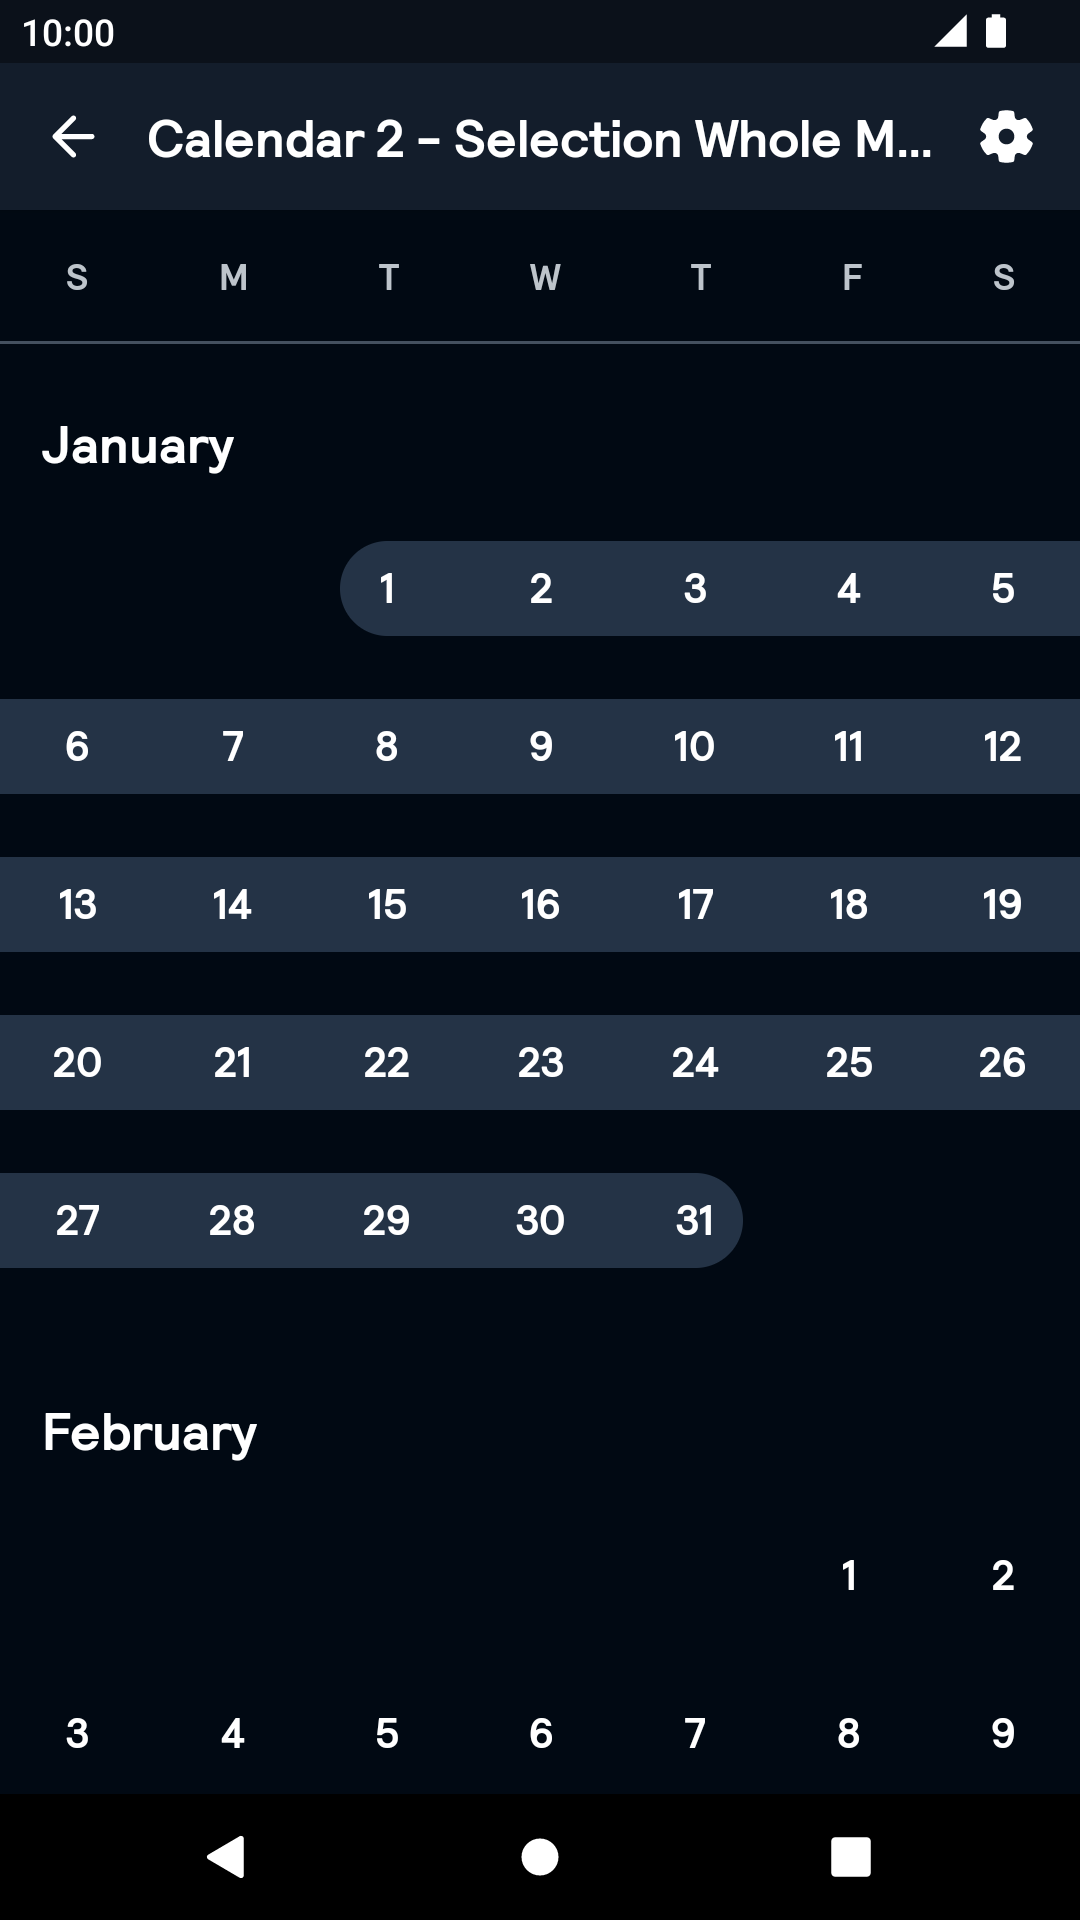 10:00
Calendar 2 - Selection Whole M...
S M T W T F S
January
1 2 3 4 5
6 7 8 9 10 11 12
13 14 15 16 17 18 19
20 21 22 23 24 25 26
27 28 29 30 31
February
1 2
3 4 5 6 7 8 9